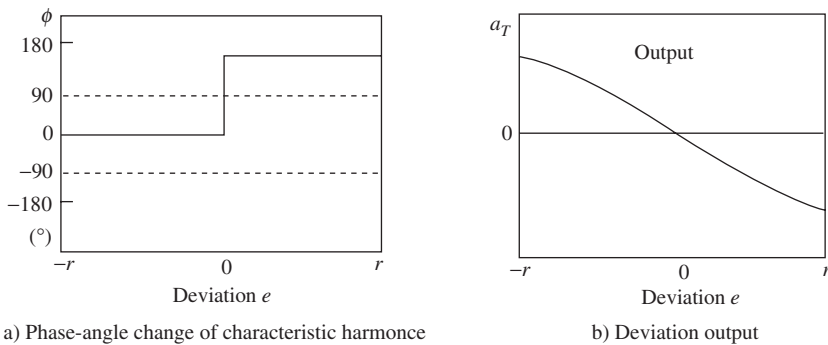 ϕ
180
90
0
−90
−180
(°)
−r
0
r
Deviation e
a) Phase-angle change of characteristic harmonce
a_T
Output
0
−r
0
r
Deviation e
b) Deviation output